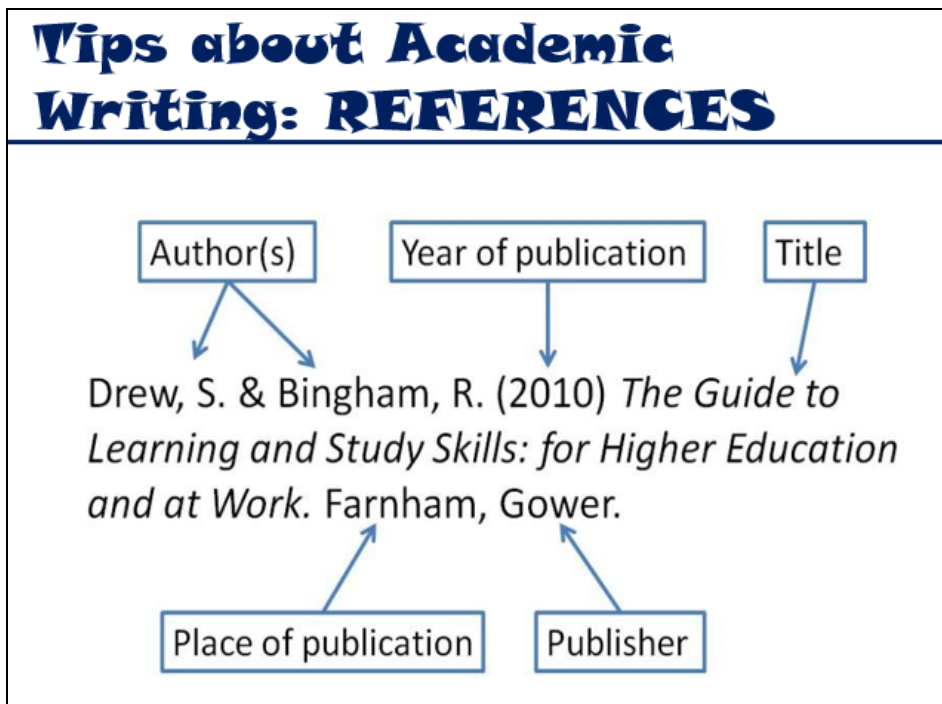 Tips about Academic
Writing: REFERENCES
Author(s)
Year of publication
Title
Drew, S. & Bingham, R. (2010) The Guide to
Learning and Study Skills: for Higher Education
and at Work. Farnham, Gower.
Place of publication
Publisher